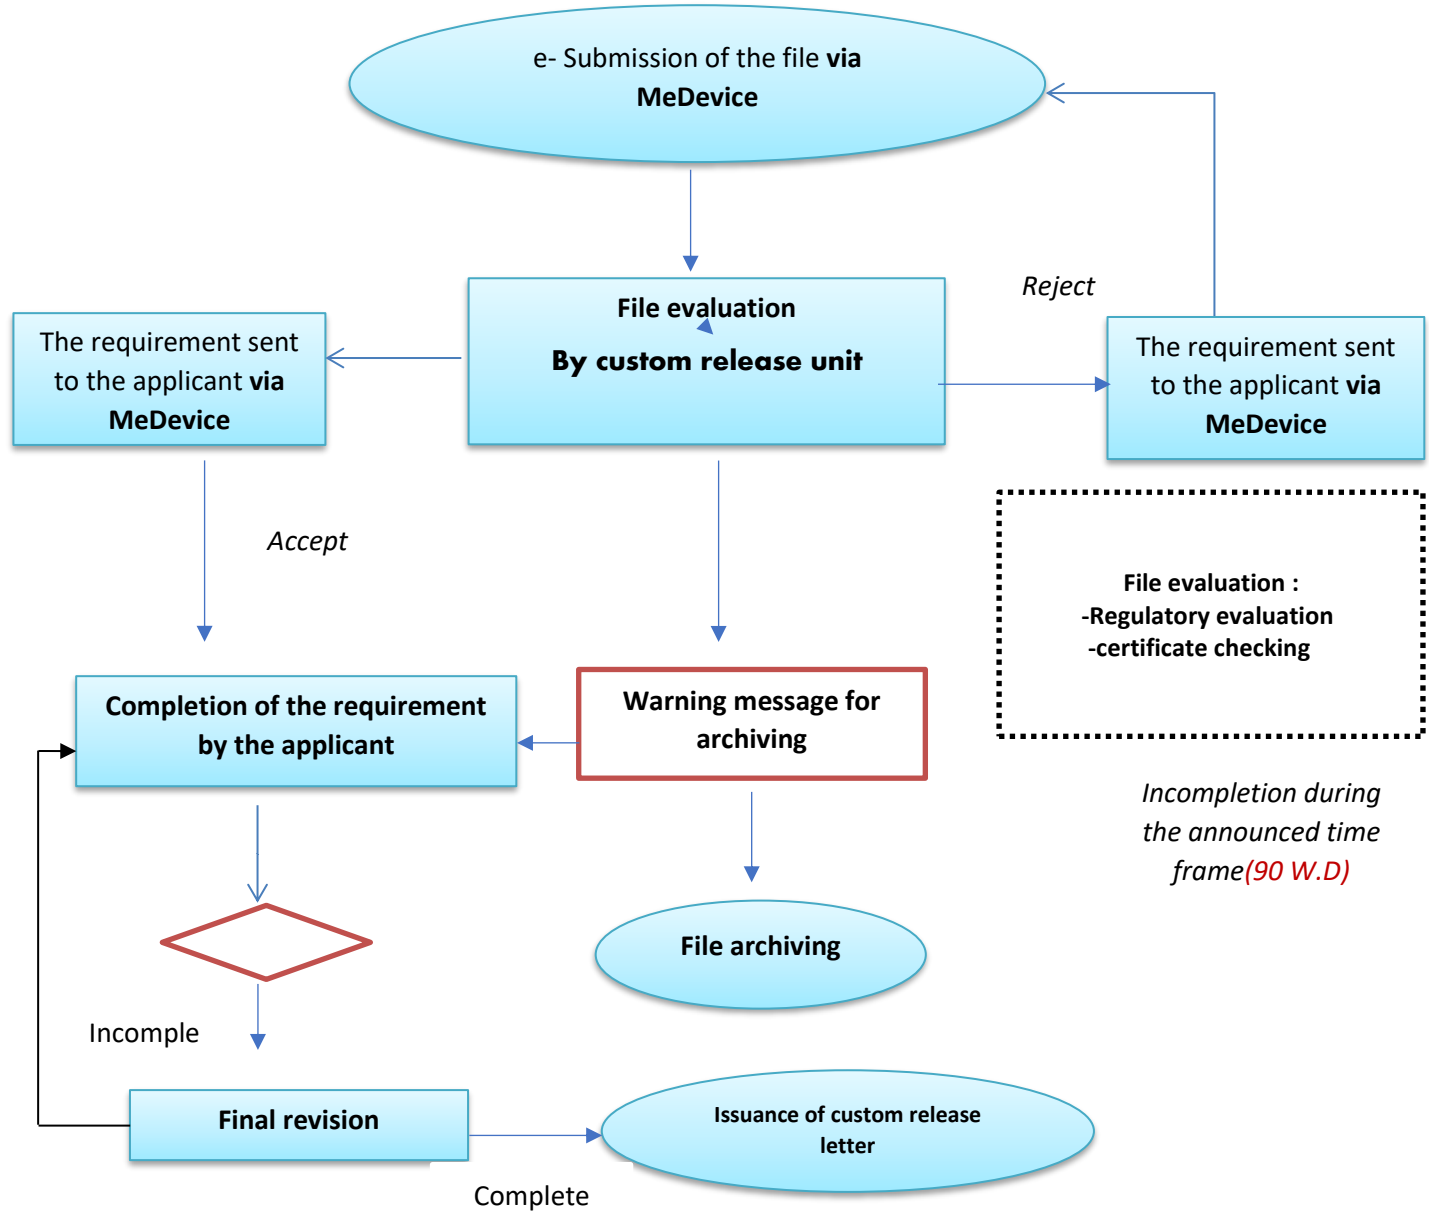 e- Submission of the file via
MeDevice
Reject
File evaluation
By custom release unit
The requirement sent
to the applicant via
MeDevice
The requirement sent
to the applicant via
MeDevice
Accept
File evaluation :
-Regulatory evaluation
-certificate checking
Completion of the requirement
by the applicant
Warning message for
archiving
Incompletion during
the announced time
frame(90 W.D)
File archiving
Incomple
Final revision
Issuance of custom release
letter
Complete